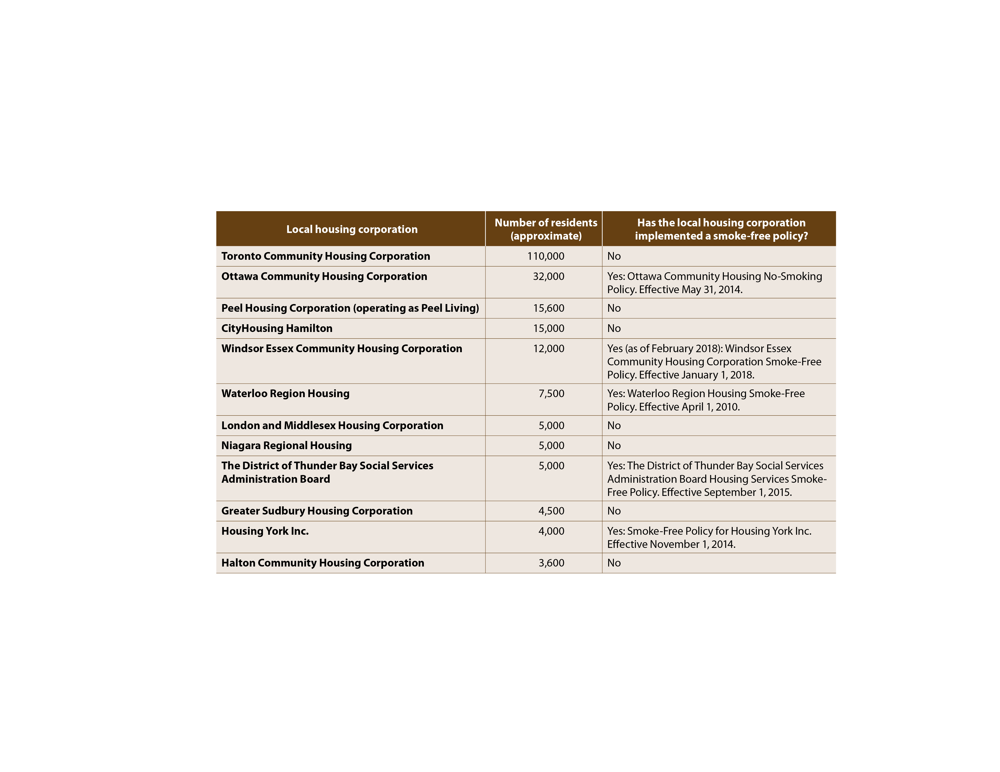 Local housing corporation
Number of residents
(approximate)
Has the local housing corporation
implemented a smoke-free policy?
Toronto Community Housing Corporation
110,000
No
Ottawa Community Housing Corporation
32,000
Yes: Ottawa Community Housing No-Smoking
Policy. Effective May 31, 2014.
Peel Housing Corporation (operating as Peel Living)
15,600
No
CityHousing Hamilton
15,000
No
Windsor Essex Community Housing Corporation
12,000
Yes (as of February 2018): Windsor Essex
Community Housing Corporation Smoke-Free
Policy. Effective January 1, 2018.
Waterloo Region Housing
7,500
Yes: Waterloo Region Housing Smoke-Free
Policy. Effective April 1, 2010.
London and Middlesex Housing Corporation
5,000
No
Niagara Regional Housing
5,000
No
The District of Thunder Bay Social Services
Administration Board
5,000
Yes: The District of Thunder Bay Social Services
Administration Board Housing Services Smoke-
Free Policy. Effective September 1, 2015.
Greater Sudbury Housing Corporation
4,500
No
Housing York Inc.
4,000
Yes: Smoke-Free Policy for Housing York Inc.
Effective November 1, 2014.
Halton Community Housing Corporation
3,600
No